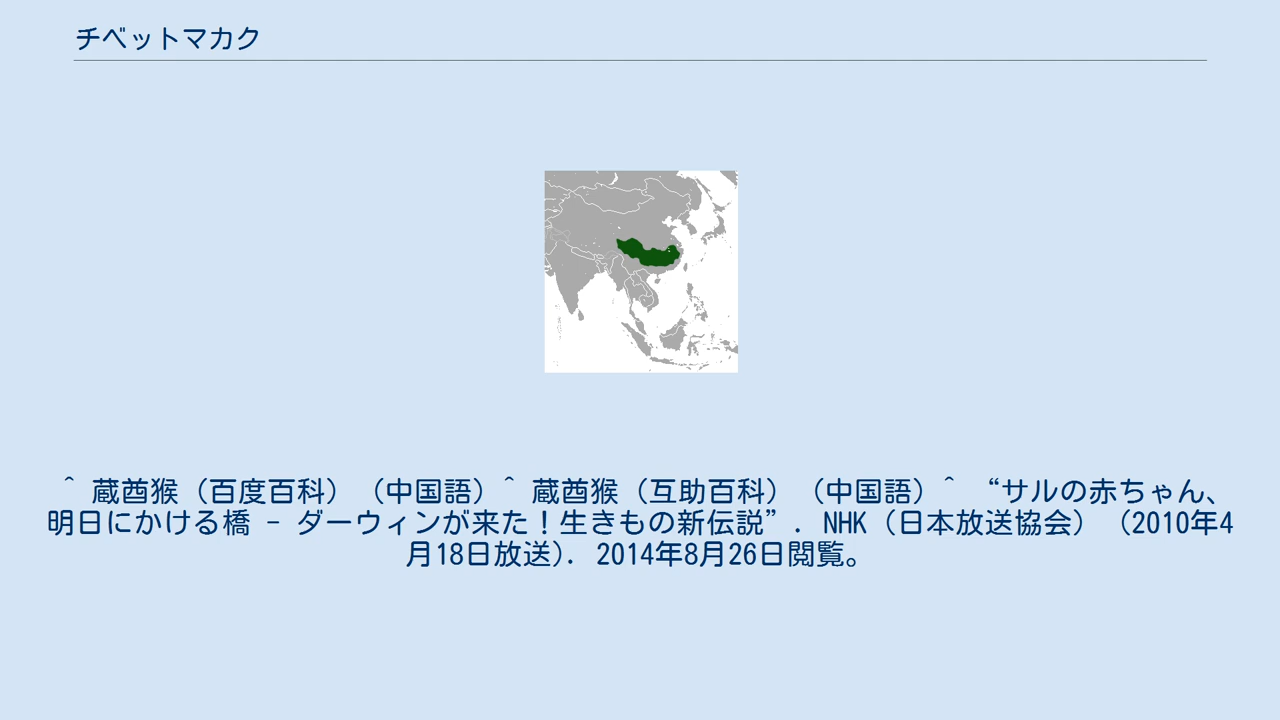 チベットマカク
^ 蔵酋猴（百度百科）（中国語）^ 蔵酋猴（互助百科）（中国語）^ “サルの赤ちゃん、
明日にかける橋 - ダーウィンが来た！生きもの新伝説”. NHK（日本放送協会） (2010年4
月18日放送). 2014年8月26日閲覧。